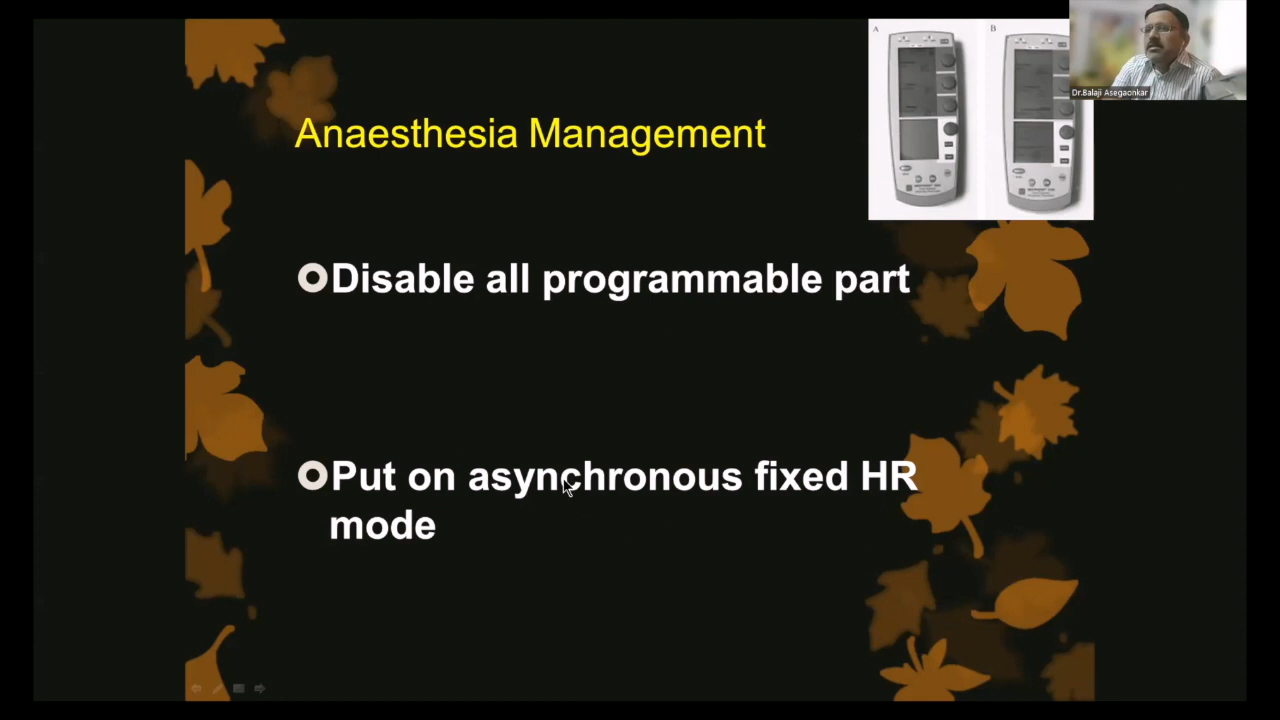 A
B
Dr.Balaji Asegaonkar
Anaesthesia Management
Disable all programmable part
Put on asynchronous fixed HR
mode